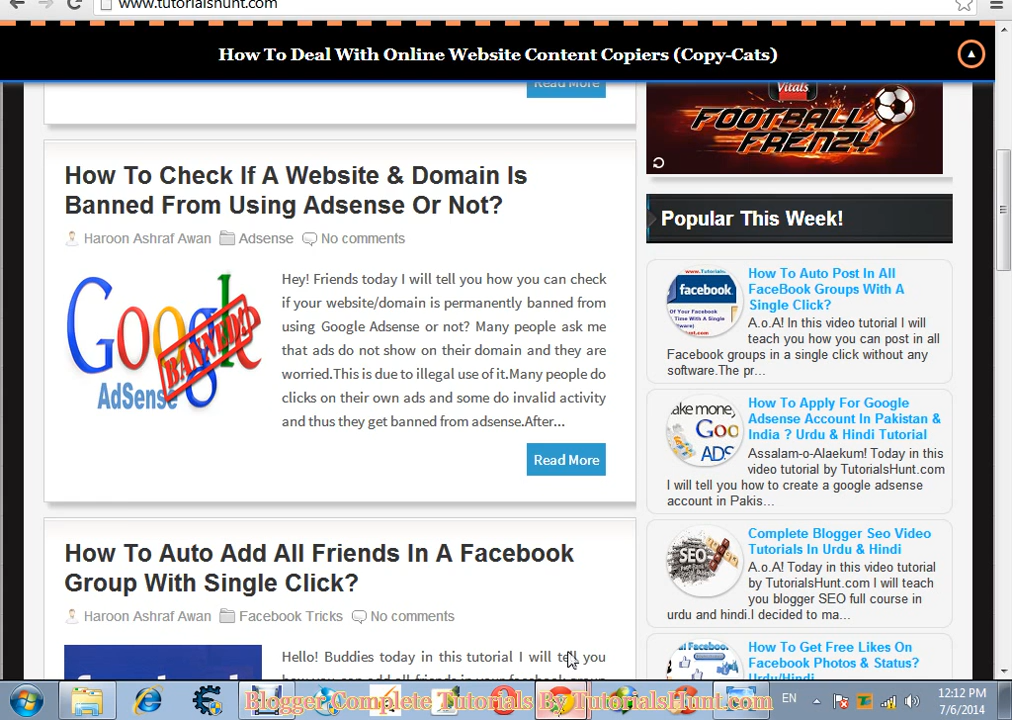 www.tutorialshunt.com
How To Deal With Online Website Content Copiers (Copy-Cats)
Read More
Vitals
FOOTBALL
FRENZY
How To Check If A Website & Domain Is
Banned From Using Adsense Or Not?
Haroon Ashraf Awan Adsense No comments
Google
BANNED!
AdSense
Hey! Friends today I will tell you how you can check
if your website/domain is permanently banned from
using Google Adsense or not? Many people ask me
that ads do not show on their domain and they are
worried.This is due to illegal use of it.Many people do
clicks on their own ads and some do invalid activity
and thus they get banned from adsense.After...
Read More
How To Auto Add All Friends In A Facebook
Group With Single Click?
Haroon Ashraf Awan Facebook Tricks No comments
Hello! Buddies today in this tutorial I will tell you
Popular This Week!
facebook
How To Auto Post In All
FaceBook Groups With A
Single Click?
A.o.A! In this video tutorial I will
teach you how you can post in all
Facebook groups in a single click without any
software.The pr...
ake money,
Goo
ADS
How To Apply For Google
Adsense Account In Pakistan &
India ? Urdu & Hindi Tutorial
Assalam-o-Alaekum! Today in this
video tutorial by TutorialsHunt.com
I will tell you how to create a google adsense
account in Pakis...
SEO
Complete Blogger Seo Video
Tutorials In Urdu & Hindi
A.o.A! Today in this video tutorial
by TutorialsHunt.com I will teach
you blogger SEO full course in
urdu and hindi.I decided to ma...
Facebo
How To Get Free Likes On
Facebook Photos & Status?
Urdu/Hindi
Blogger Complete Tutorials By TutorialsHunt.com
EN
12:12 PM
7/6/2014